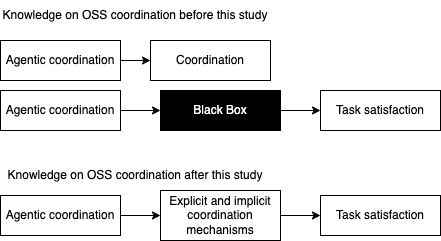 Knowledge on OSS coordination before this study
Agentic coordination
Coordination
Agentic coordination
Black Box
Task satisfaction
Knowledge on OSS coordination after this study
Agentic coordination
Explicit and implicit
coordination
mechanisms
Task satisfaction